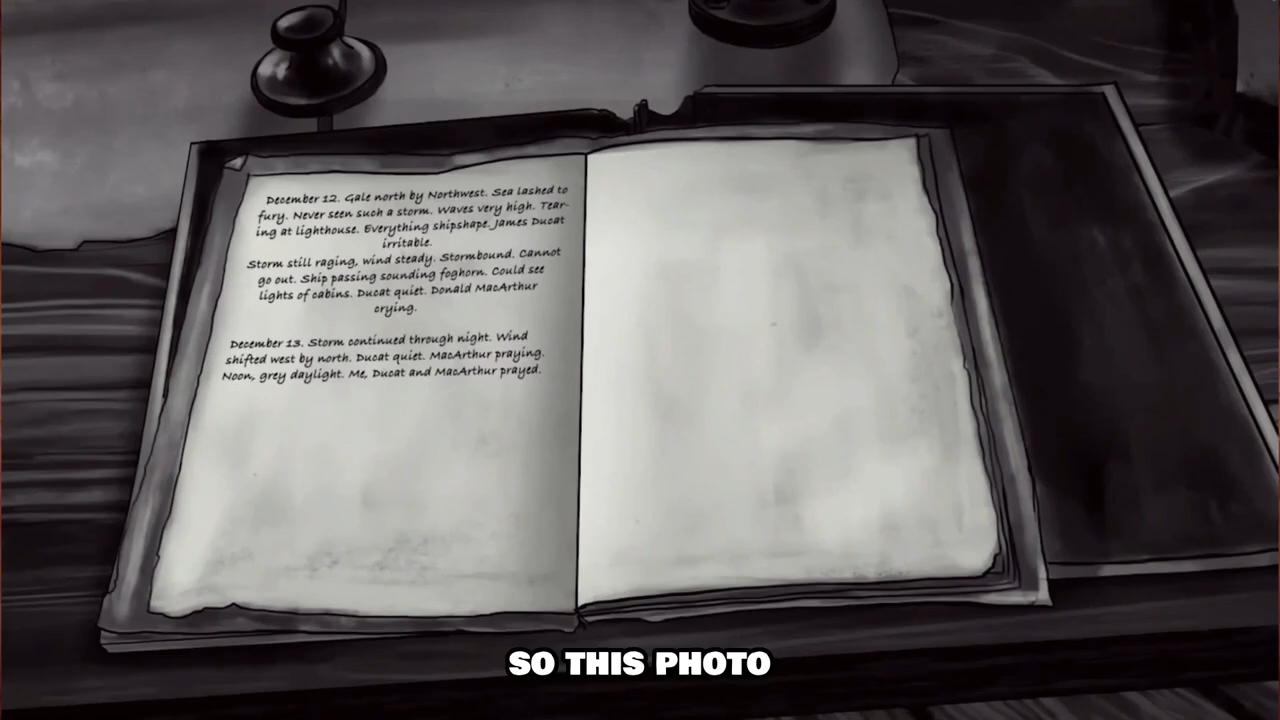 December 12. Gale north by Northwest. Sea lashed to
fury. Never seen such a storm. Waves very high. Tear-
ing at lighthouse. Everything shipshape. James Ducat
irritable.
Storm still raging, wind steady. Stormbound. Cannot
go out. Ship passing sounding foghorn. Could see
lights of cabins. Ducat quiet. Donald MacArthur
crying.
December 13. Storm continued through night. Wind
shifted west by north. Ducat quiet. MacArthur praying.
Noon, grey daylight. Me, Ducat and MacArthur prayed.
SO THIS PHOTO